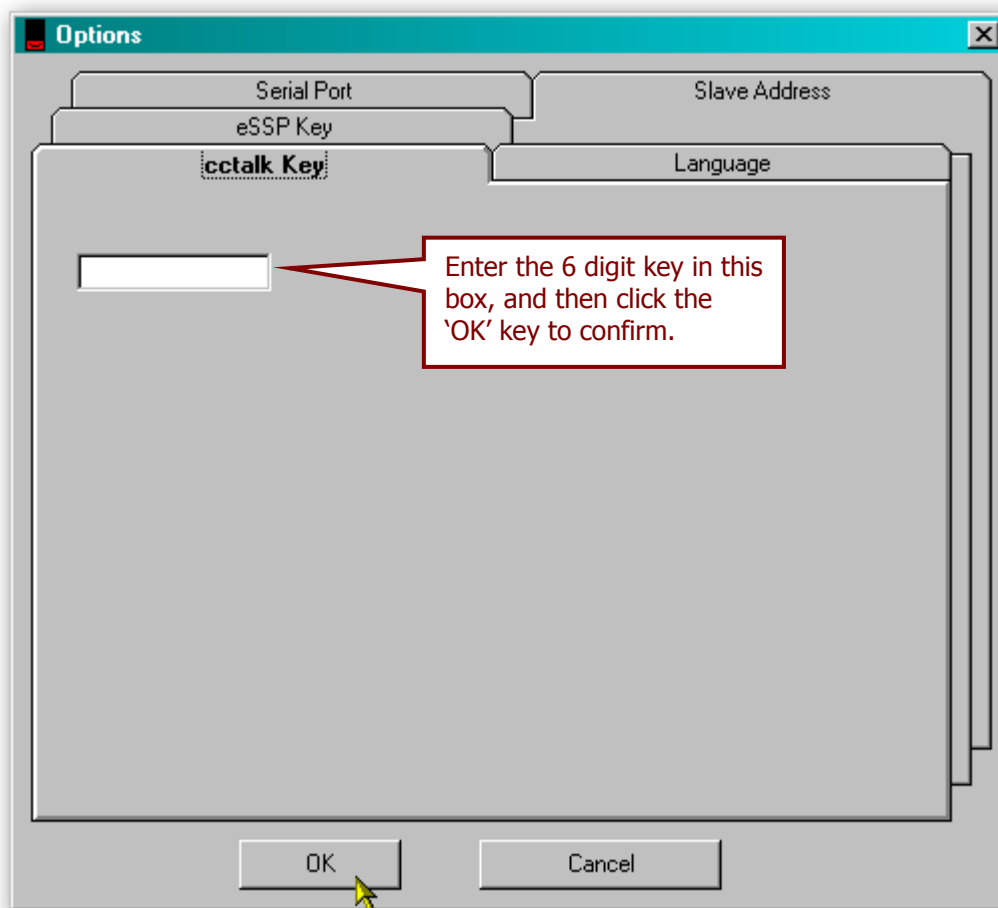 Options
Serial Port
Slave Address
eSSP Key
cctalk Key
Language
Enter the 6 digit key in this
box, and then click the
‘OK’ key to confirm.
OK
Cancel